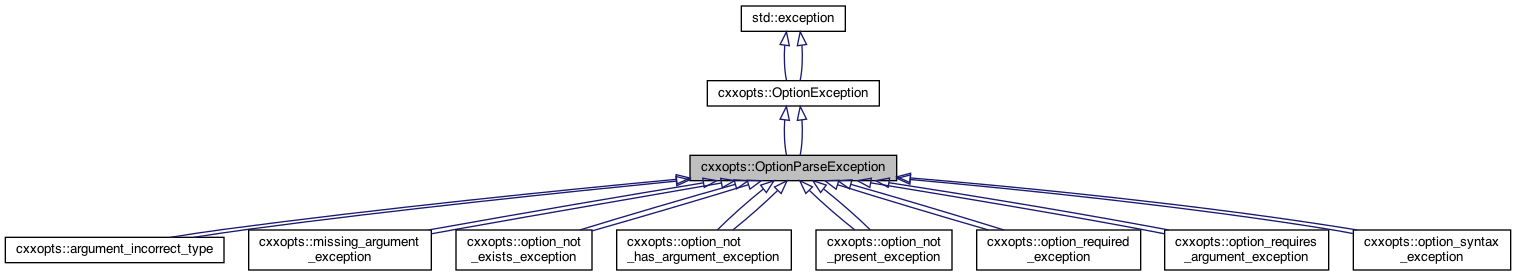 std::exception
cxxopts::OptionException
cxxopts::OptionParseException
cxxopts::argument_incorrect_type
cxxopts::missing_argument
_exception
cxxopts::option_not
_exists_exception
cxxopts::option_not
_has_argument_exception
cxxopts::option_not
_present_exception
cxxopts::option_required
_exception
cxxopts::option_requires
_argument_exception
cxxopts::option_syntax
_exception